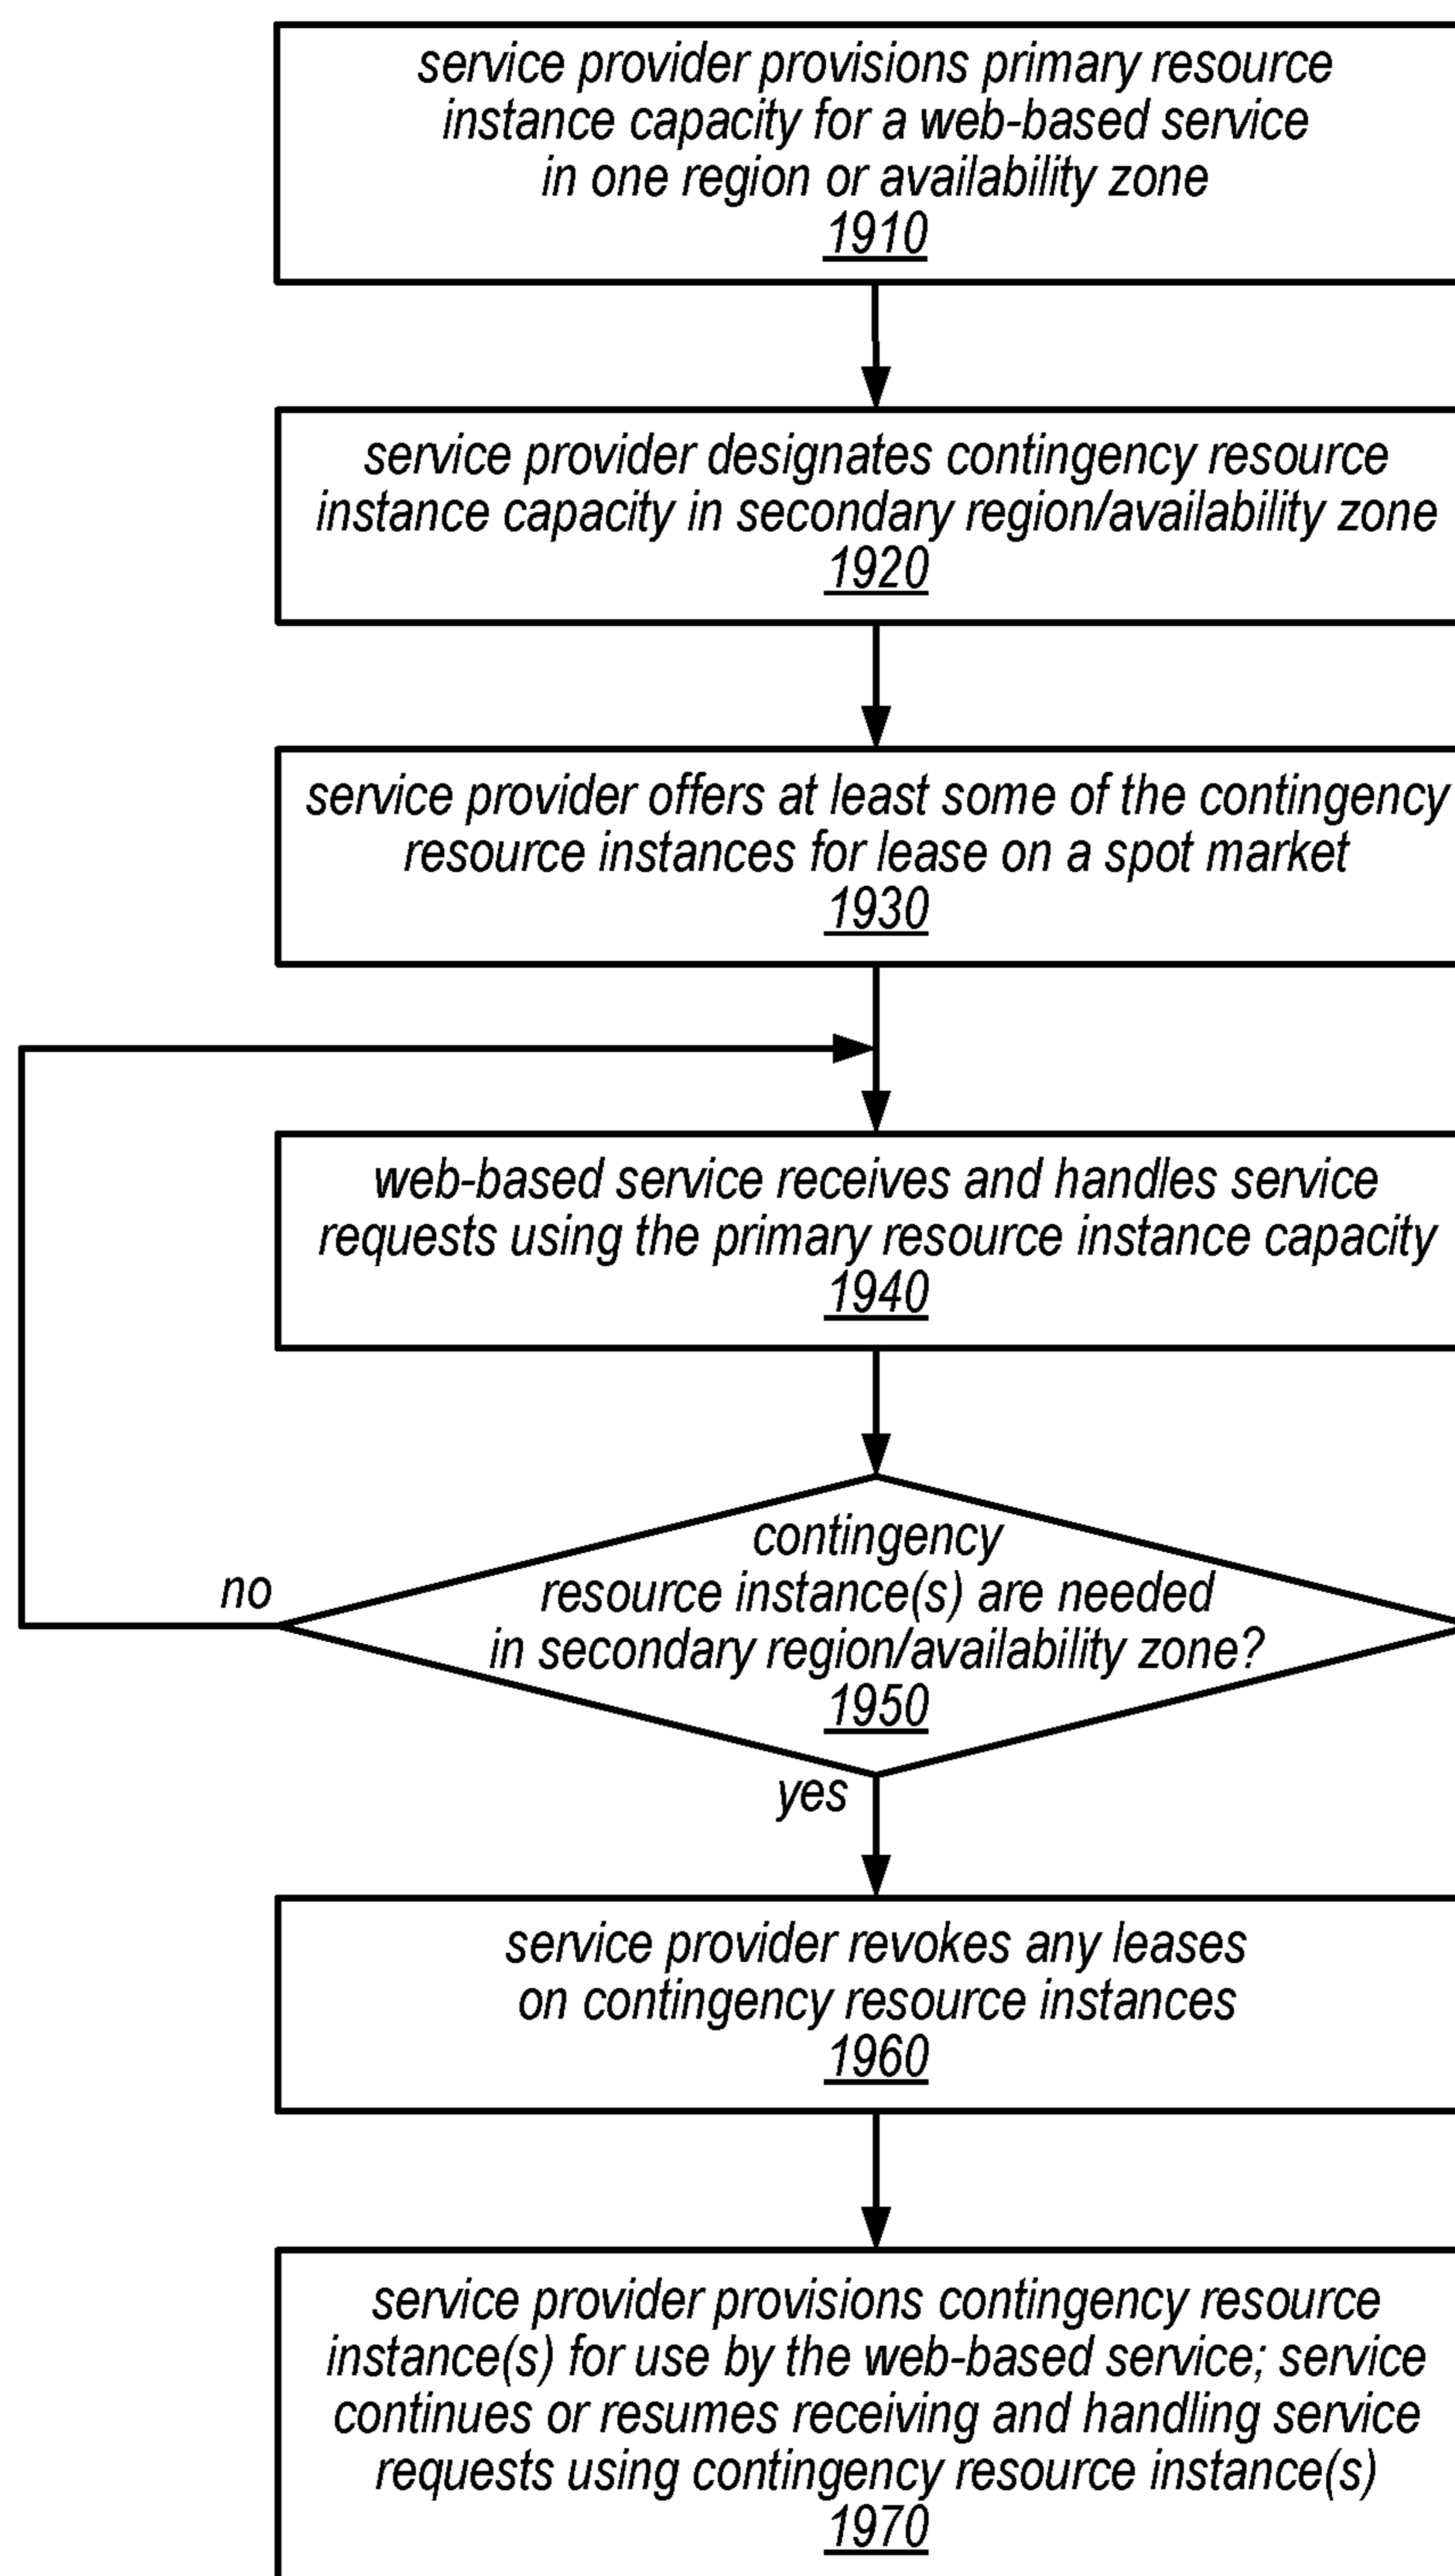 service provider provisions primary resource
instance capacity for a web-based service
in one region or availability zone
1910
service provider designates contingency resource
instance capacity in secondary region/availability zone
1920
service provider offers at least some of the contingency
resource instances for lease on a spot market
1930
web-based service receives and handles service
requests using the primary resource instance capacity
1940
contingency
resource instance(s) are needed
in secondary region/availability zone?
1950
no
yes
service provider revokes any leases
on contingency resource instances
1960
service provider provisions contingency resource
instance(s) for use by the web-based service; service
continues or resumes receiving and handling service
requests using contingency resource instance(s)
1970